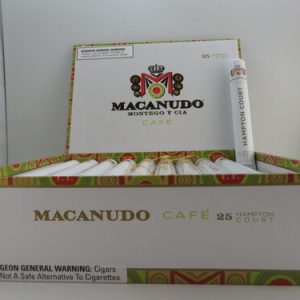 MACANUDO
MONTEGO Y CIA
CAFÉ
25
HAMPTON COURT
MACANUDO CAFÉ 25 HAMPTON
COURT
GEON GENERAL WARNING: Cigars
Not A Safe Alternative To Cigarettes.